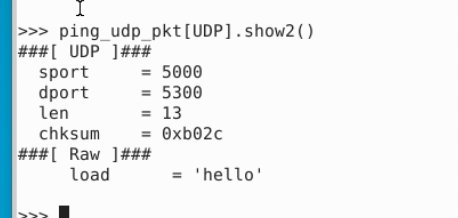 >>> ping_udp_pkt[UDP].show2()
###[ UDP ]###
  sport     = 5000
  dport     = 5300
  len       = 13
  chksum    = 0xb02c
###[ Raw ]###
     load      = 'hello'
>>>